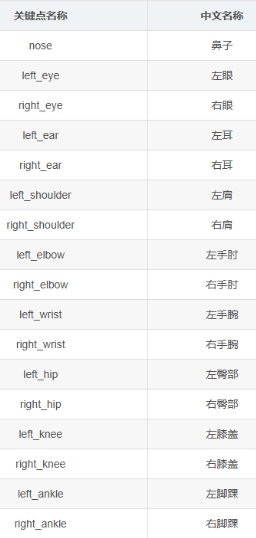 关键点名称 中文名称
nose 鼻子
left_eye 左眼
right_eye 右眼
left_ear 左耳
right_ear 右耳
left_shoulder 左肩
right_shoulder 右肩
left_elbow 左手肘
right_elbow 右手肘
left_wrist 左手腕
right_wrist 右手腕
left_hip 左臀部
right_hip 右臀部
left_knee 左膝盖
right_knee 右膝盖
left_ankle 左脚踝
right_ankle 右脚踝